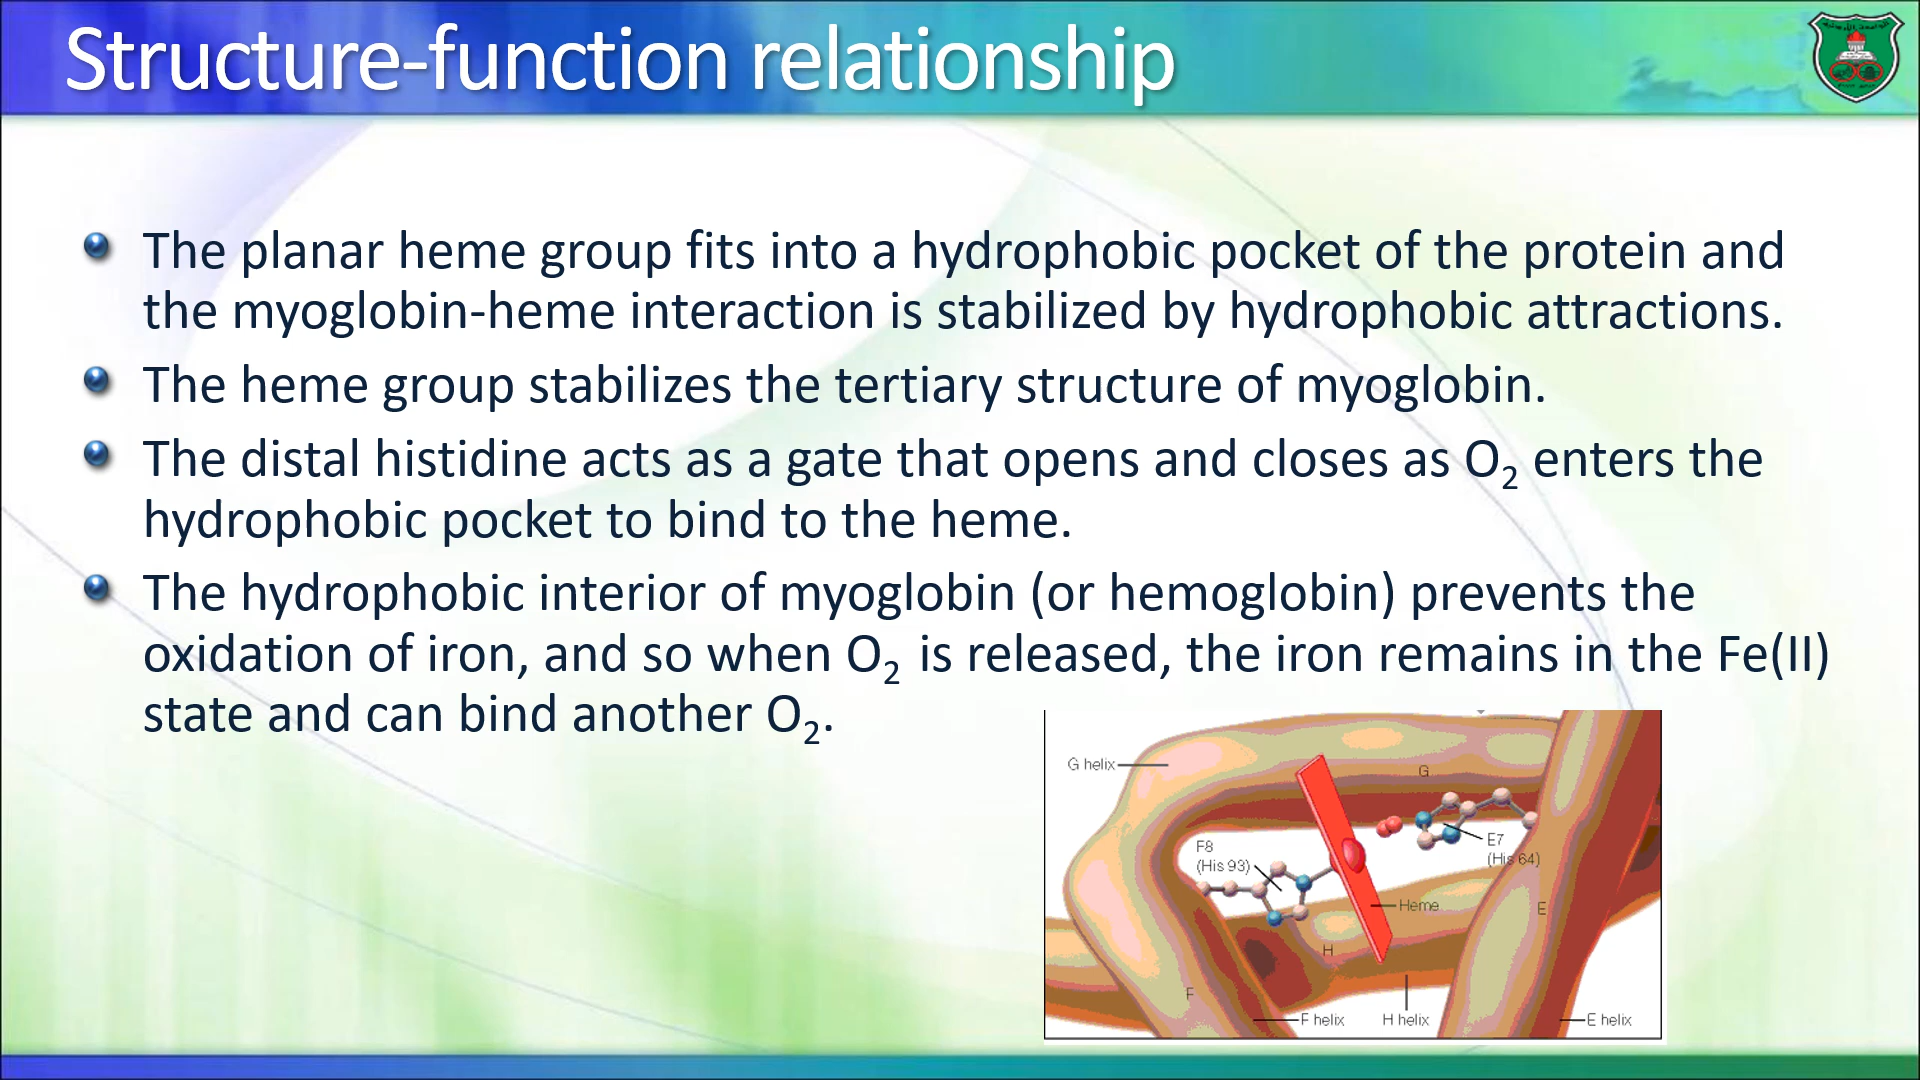 Structure-function relationship
The planar heme group fits into a hydrophobic pocket of the protein and
the myoglobin-heme interaction is stabilized by hydrophobic attractions.
The heme group stabilizes the tertiary structure of myoglobin.
The distal histidine acts as a gate that opens and closes as O₂ enters the
hydrophobic pocket to bind to the heme.
The hydrophobic interior of myoglobin (or hemoglobin) prevents the
oxidation of iron, and so when O₂ is released, the iron remains in the Fe(II)
state and can bind another O₂.
G helix
G
F8
(His 93)
E7
(His 64)
Heme
E
H
F
F helix
H helix
E helix